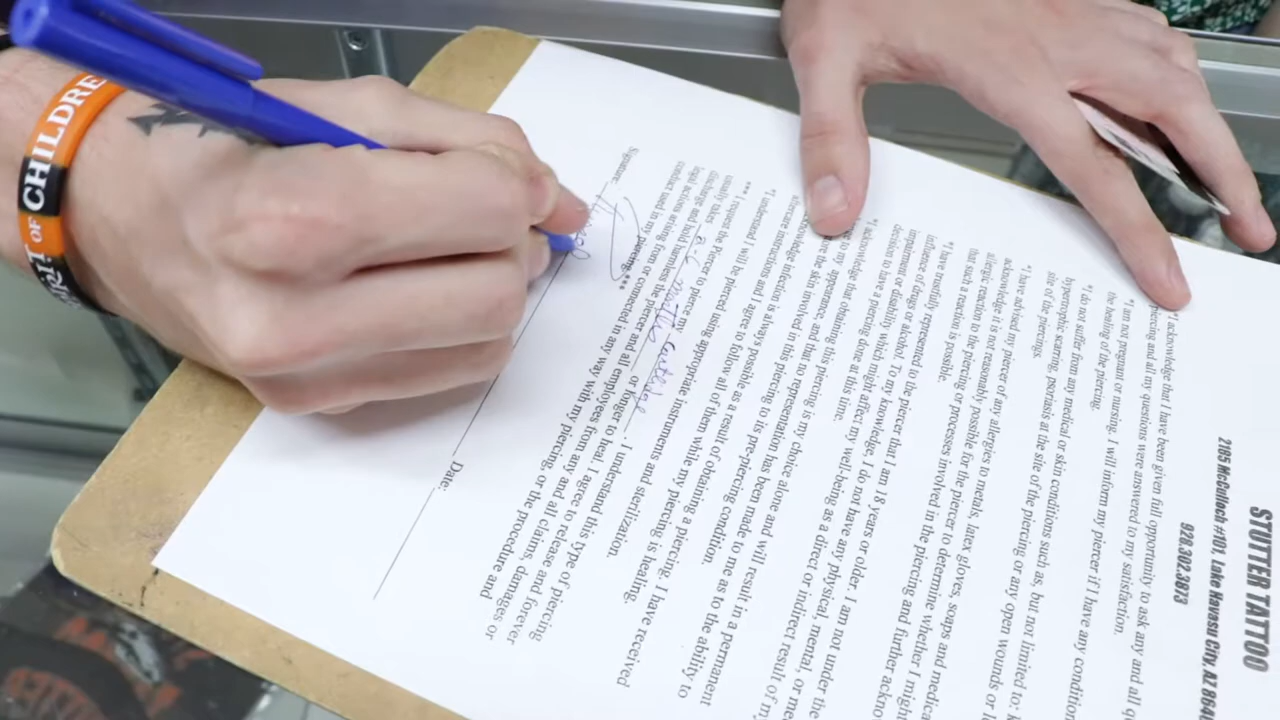 STUTTER TATTOO
2185 McCulloch #101, Lake Havasu City, AZ 864
928.302.3973
*I acknowledge that I have been given full opportunity to ask any and all q
piercing and all my questions were answered to my satisfaction.
*I am not pregnant or nursing. I will inform my piercer if I have any condition
the healing of the piercing.
*I do not suffer from any medical or skin conditions such as, but not limited to: k
hypertrophic scarring, psoriasis at the site of the piercing or any open wounds or l
site of the piercings.
*I have advised my piercer of any allergies to metals, latex gloves, soaps and medica
acknowledge it is not reasonably possible for the piercer to determine whether I might
allergic reaction to the piercing or processes involved in the piercing and further ackno
that such a reaction is possible.
*I have trustfully represented to the piercer that I am 18 years or older. I am not under the
influence of drugs or alcohol. To my knowledge, I do not have any physical, mental, or me
impairment or disability which might affect my well-being as a direct or indirect result of m
decision to have a piercing done at this time.
*I acknowledge that obtaining this piercing is my choice alone and will result in a permanent
to my appearance, and that no representation has been made to me as to the ability to
the skin involved in this piercing to its pre-piercing condition.
infection is always possible as a result of obtaining a piercing. I have received
aftercare instructions and I agree to follow all of them while my piercing is healing.
*I understand I will be pierced using appropriate instruments and sterilization.
*** I request the Piercer to pierce my
usually takes or longer to heal. I understand this type of piercing
discharge and hold harmless the piercer and all employees from any and all claims, damages or
legal actions arising from or connected in any way with my piercing, or the procedure and
conduct used in my piercing.***
Signature: Date:
CHILDRE
RIT OF